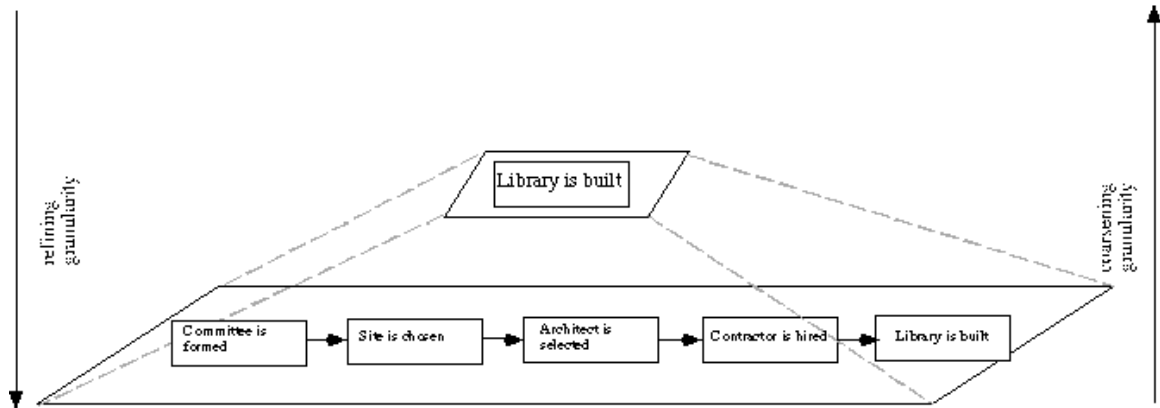 Library is built
refining
granularity
coarsening
granularity
Committee is
formed
Site is chosen
Architect is
selected
Contractor is hired
Library is built